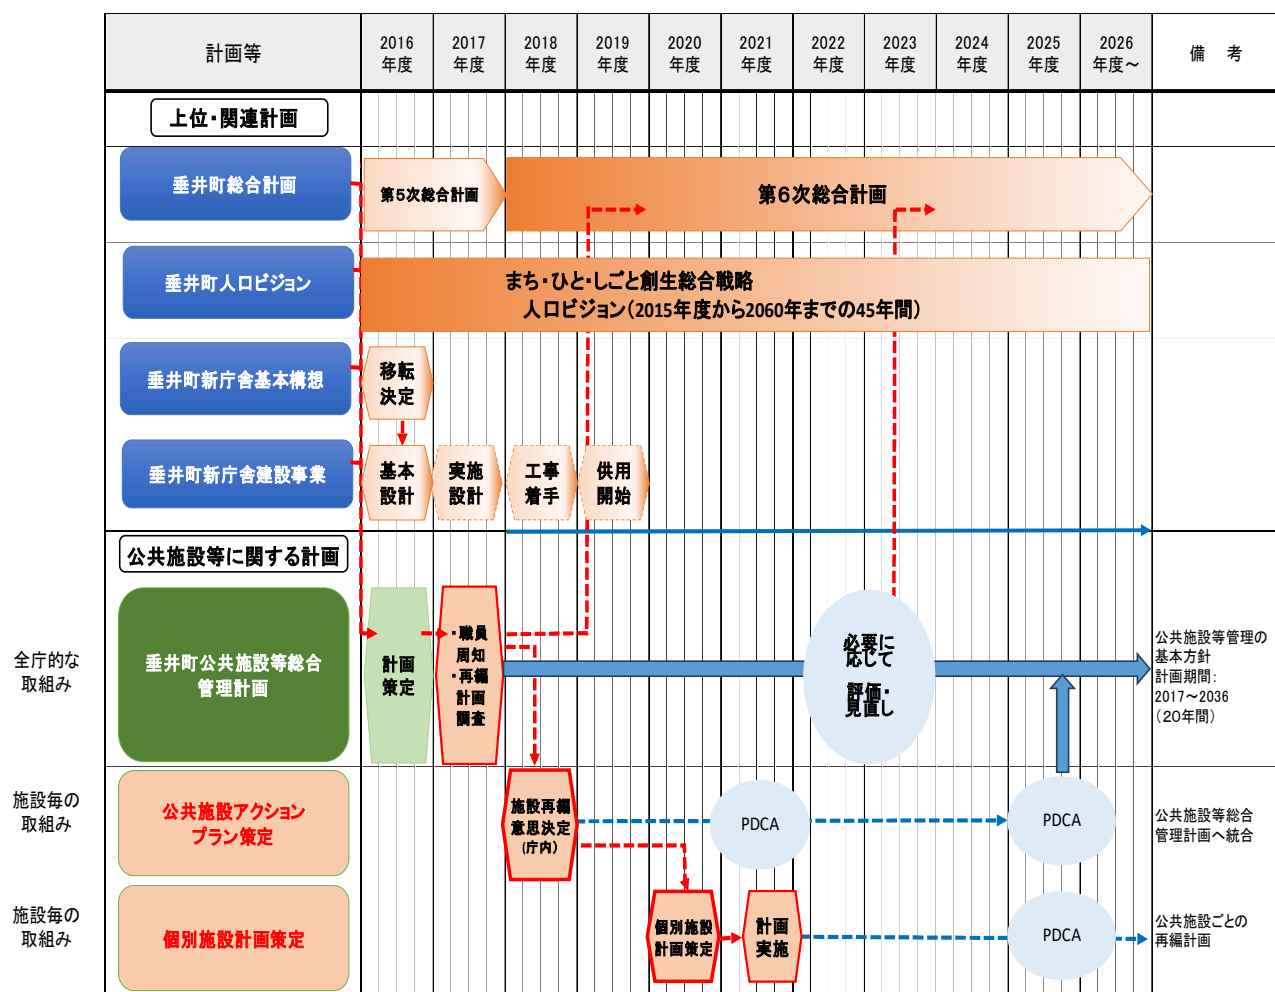 計画等
2016
年度
2017
年度
2018
年度
2019
年度
2020
年度
2021
年度
2022
年度
2023
年度
2024
年度
2025
年度
2026
年度～
備 考
上位・関連計画
垂井町総合計画
第５次総合計画
第６次総合計画
垂井町人口ビジョン
まち・ひと・しごと創生総合戦略
人口ビジョン（2015年度から2060年までの45年間）
垂井町新庁舎基本構想
移転
決定
垂井町新庁舎建設事業
基本
設計
実施
設計
工事
着手
供用
開始
公共施設等に関する計画
全庁的な
取組み
垂井町公共施設等総合
管理計画
計画
策定
・職員
周知
・再編
計画
調査
必要に
応じて
評価・
見直し
公共施設等管理の
基本方針
計画期間：
2017～2036
（20年間）
施設毎の
取組み
公共施設アクション
プラン策定
施設再編
意思決定
(庁内)
PDCA
PDCA
公共施設等総合
管理計画へ統合
施設毎の
取組み
個別施設計画策定
個別施設
計画策定
計画
実施
PDCA
公共施設ごとの
再編計画